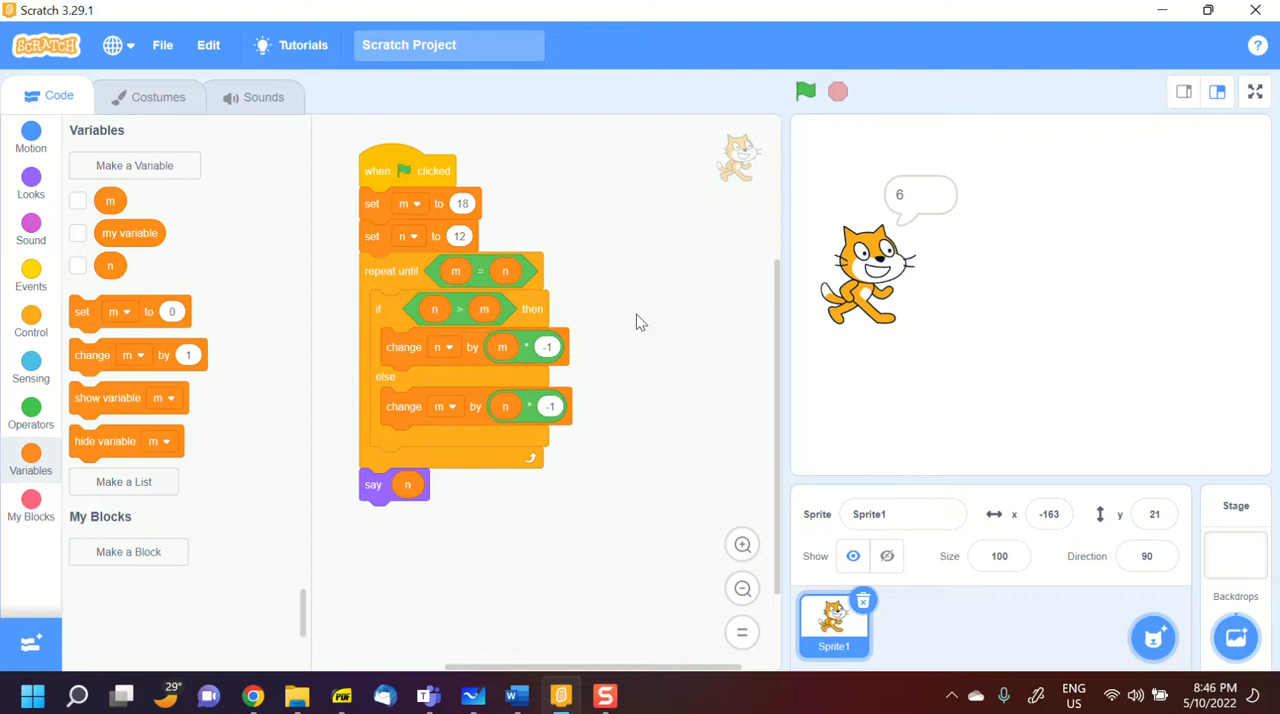 Scratch 3.29.1
SCRATCH
File
Edit
Tutorials
Scratch Project
?
Code
Costumes
Sounds
Motion
Looks
Sound
Events
Control
Sensing
Operators
Variables
My Blocks
Variables
Make a Variable
m
my variable
n
set m to 0
change m by 1
show variable m
hide variable m
Make a List
My Blocks
Make a Block
when clicked
set m to 18
set n to 12
repeat until m = n
if n > m then
change n by m * -1
else
change m by n * -1
say n
6
Sprite Sprite1 x -163 y 21
Show Size 100 Direction 90
Sprite1
Stage
Backdrops
29°
PDF
ENG
US
8:46 PM
5/10/2022